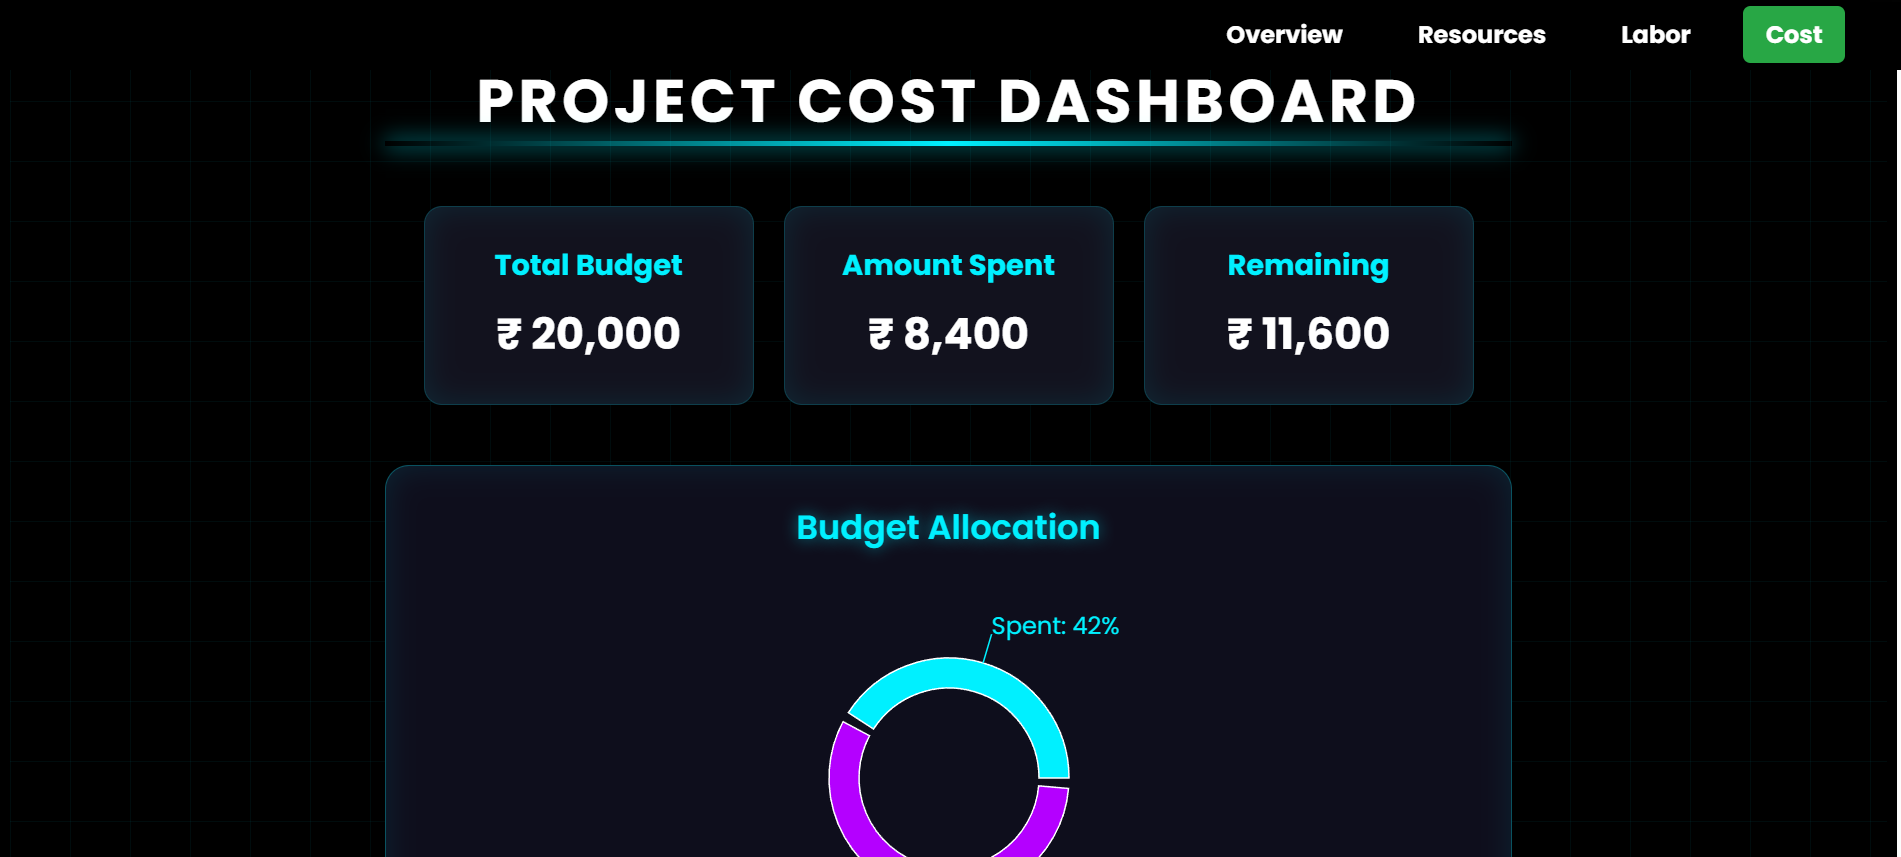 Overview Resources Labor Cost
PROJECT COST DASHBOARD
Total Budget Amount Spent Remaining
₹ 20,000 ₹ 8,400 ₹ 11,600
Budget Allocation
Spent: 42%